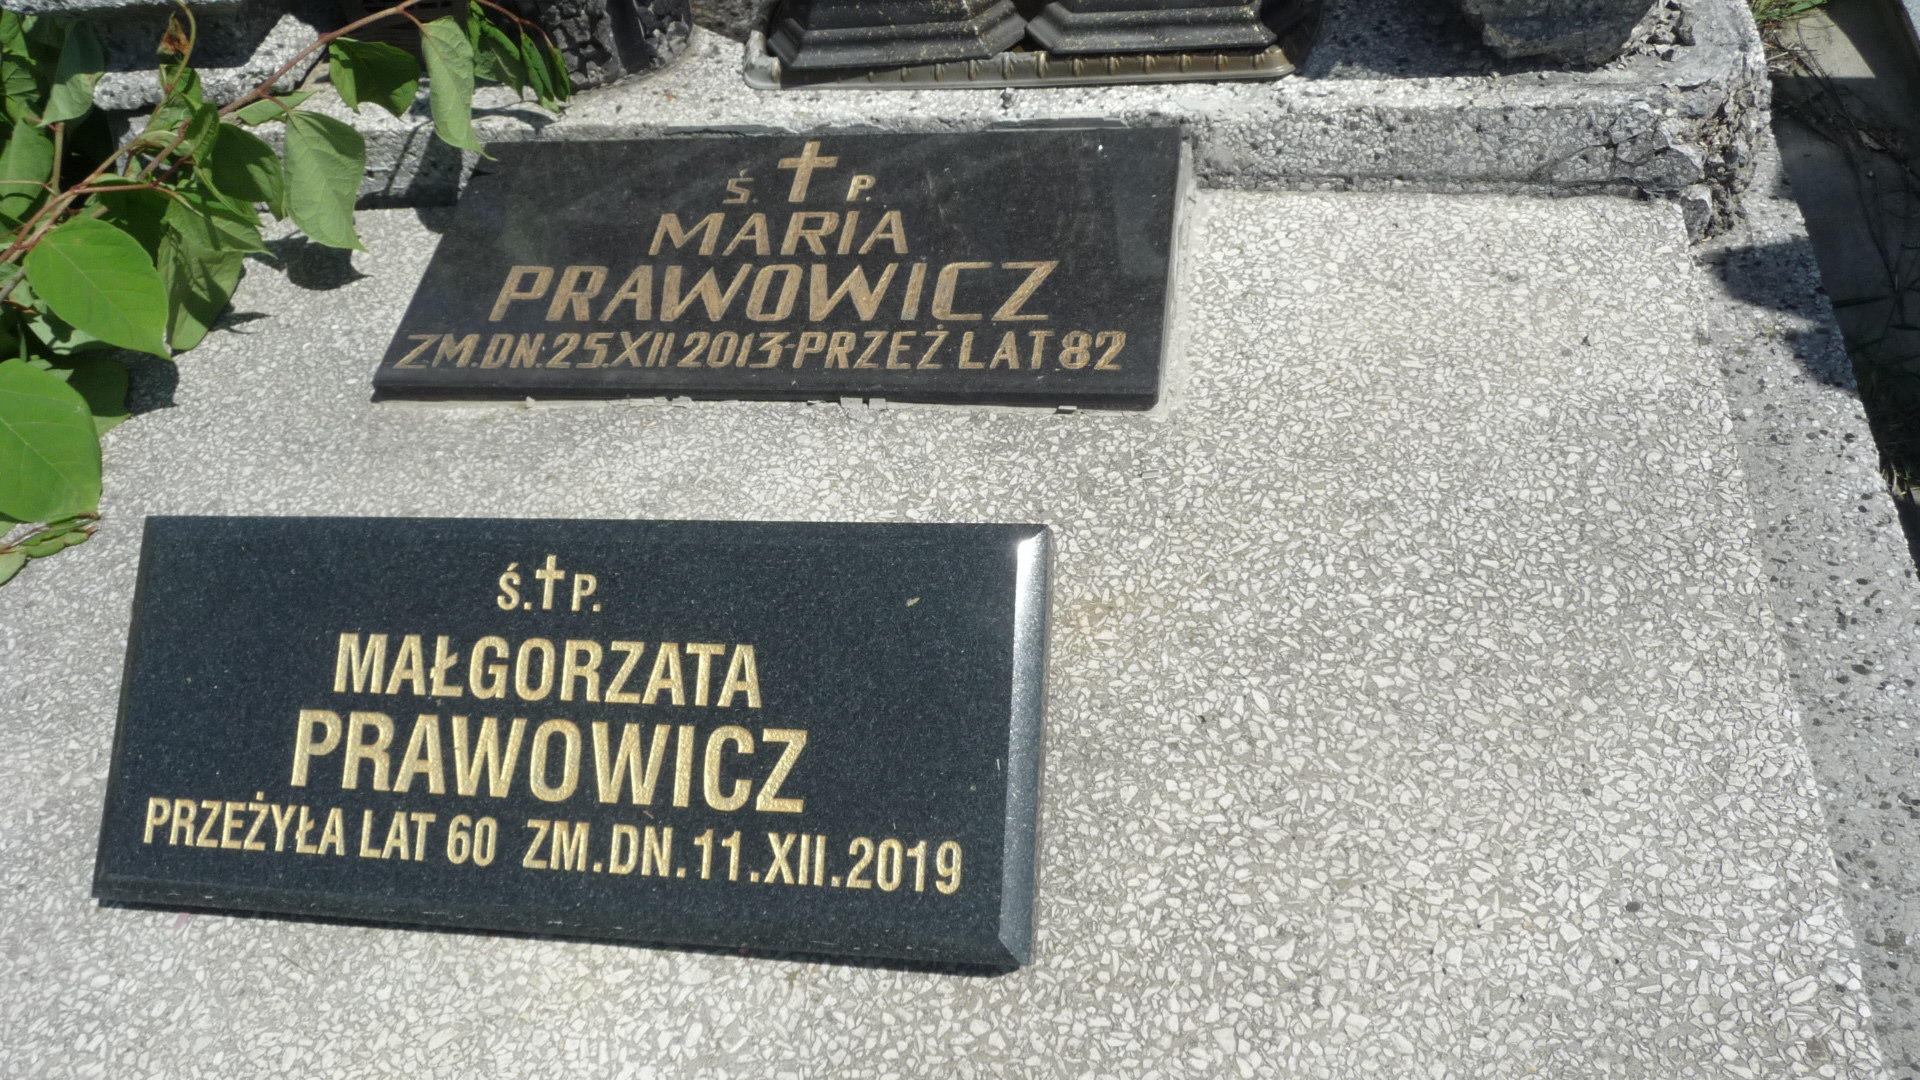 Ś. P.
MARIA
PRAWOWICZ
ZM.DN.25.XII 2013-PRZEŻ LAT 82
Ś. P.
MAŁGORZATA
PRAWOWICZ
PRZEŻYŁA LAT 60 ZM.DN.11.XII.2019